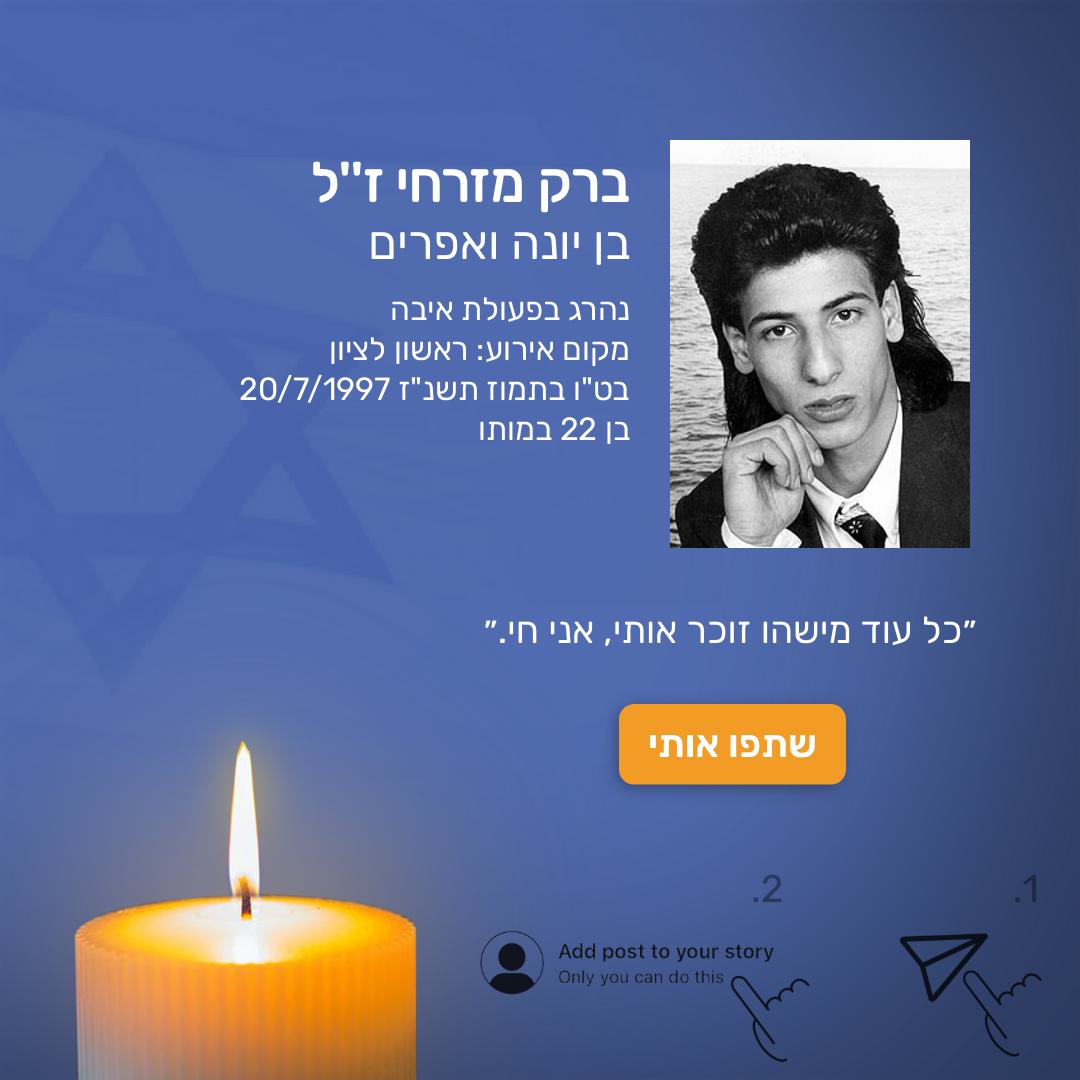 ברק מזרחי ז"ל
בן יונה ואפרים
נהרג בפעולת איבה
מקום אירוע: ראשון לציון
בט"ו בתמוז תשנ"ז 20/7/1997
בן 22 במותו
״כל עוד מישהו זוכר אותי, אני חי.״
שתפו אותי
1.
2.
Add post to your story
Only you can do this